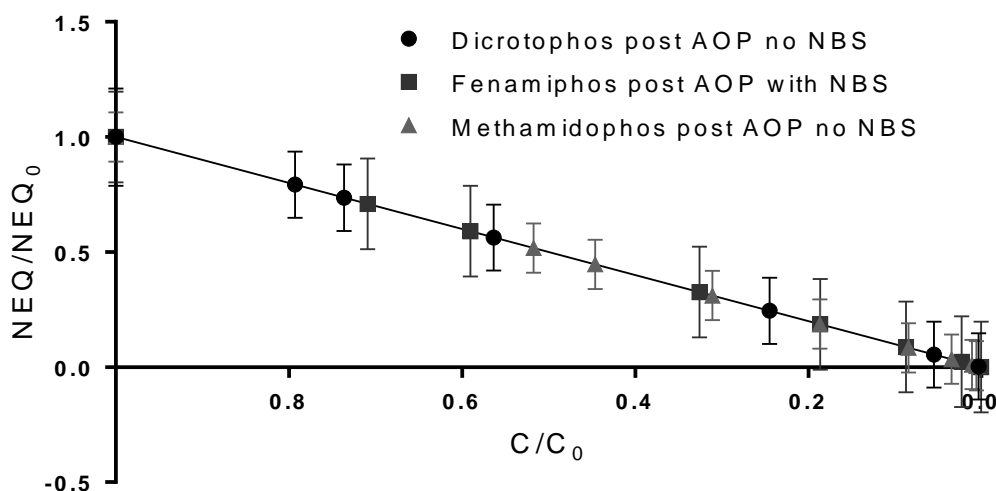 1.5
Dicrotophos post AOP no NBS
Fenamiphos post AOP with NBS
Methamidophos post AOP no NBS
1.0
NEQ/NEQ0
0.5
0.0
0.8 0.6 0.4 0.2 0.0
C/C0
-0.5